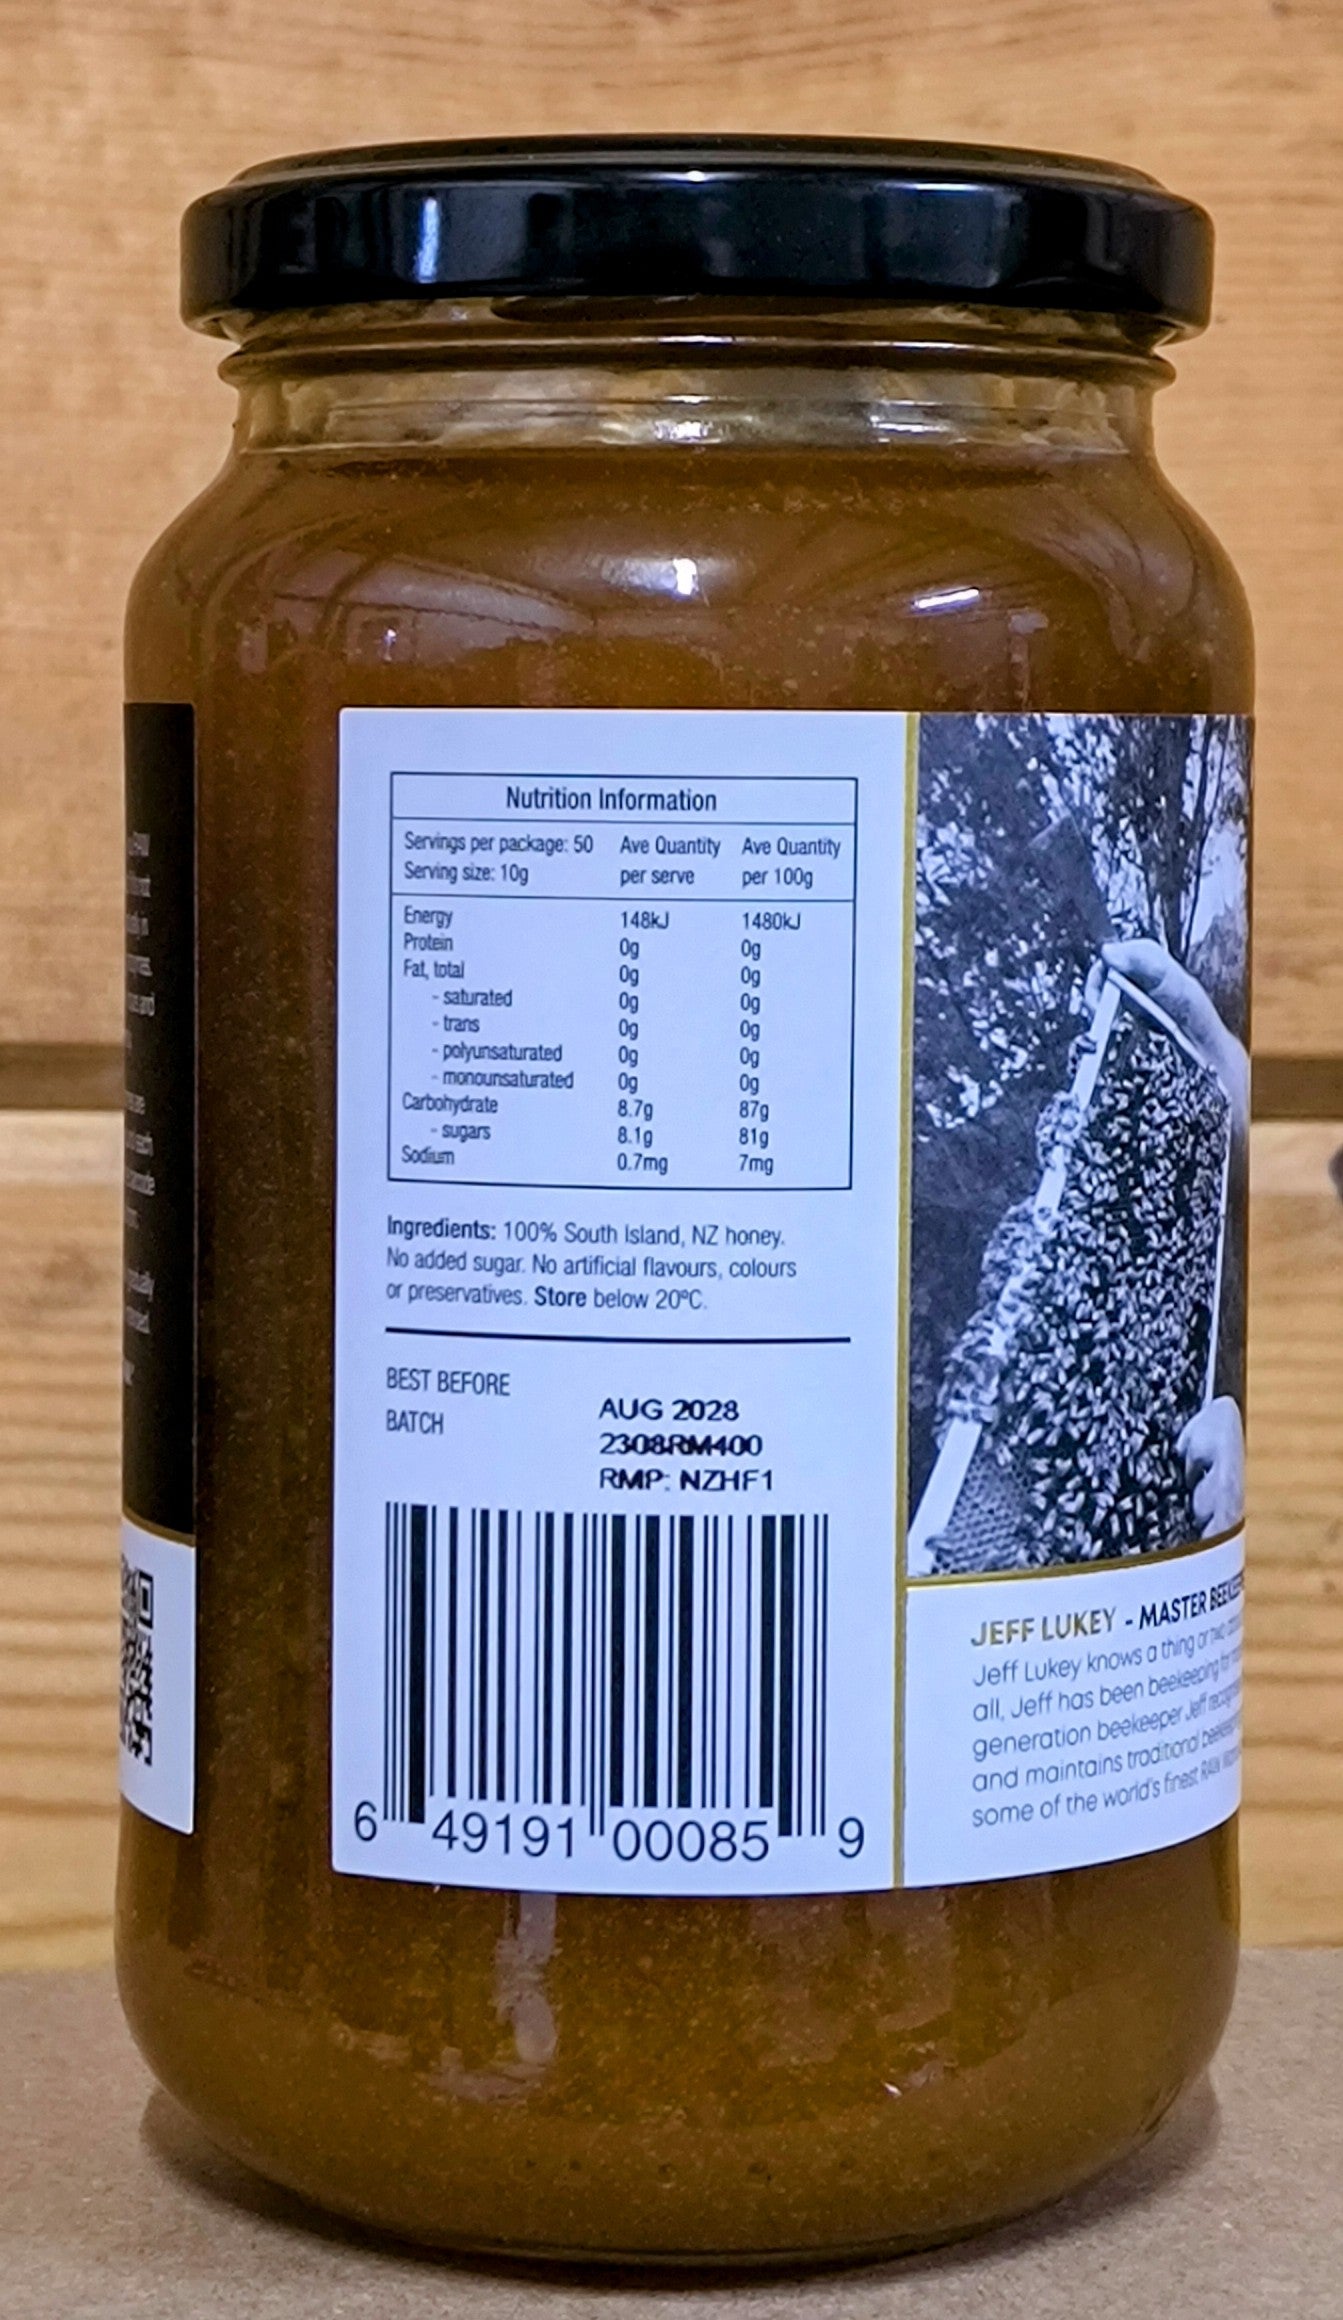 Nutrition Information
Servings per package: 50 Ave Quantity Ave Quantity
Serving size: 10g per serve per 100g
Energy 148kJ 1480kJ
Protein 0g 0g
Fat, total 0g 0g
- saturated 0g 0g
- trans 0g 0g
- polyunsaturated 0g 0g
- monounsaturated 0g 0g
Carbohydrate 8.7g 87g
- sugars 8.1g 81g
Sodium 0.7mg 7mg
Ingredients: 100% South Island, NZ honey.
No added sugar. No artificial flavours, colours
or preservatives. Store below 20ºC.
BEST BEFORE AUG 2028
BATCH 2308RM400
RMP: NZHF1
6 49191 00085 9
JEFF LUKEY - MASTER
Jeff Lukey knows a thing or two
all, Jeff has been beekeeping for
generation beekeeper Jeff
and maintains traditional
some of the world's finest RAW